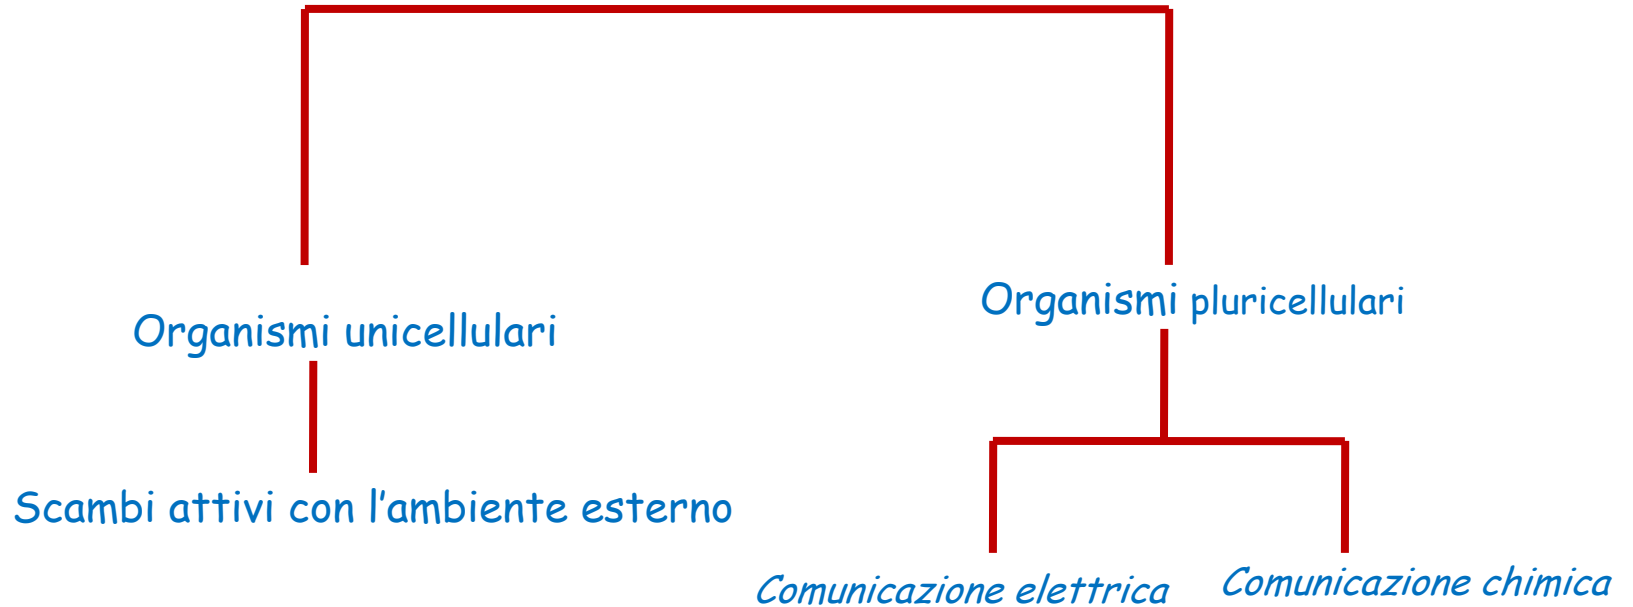 Organismi unicellulari
Organismi pluricellulari
Scambi attivi con l’ambiente esterno
Comunicazione elettrica
Comunicazione chimica